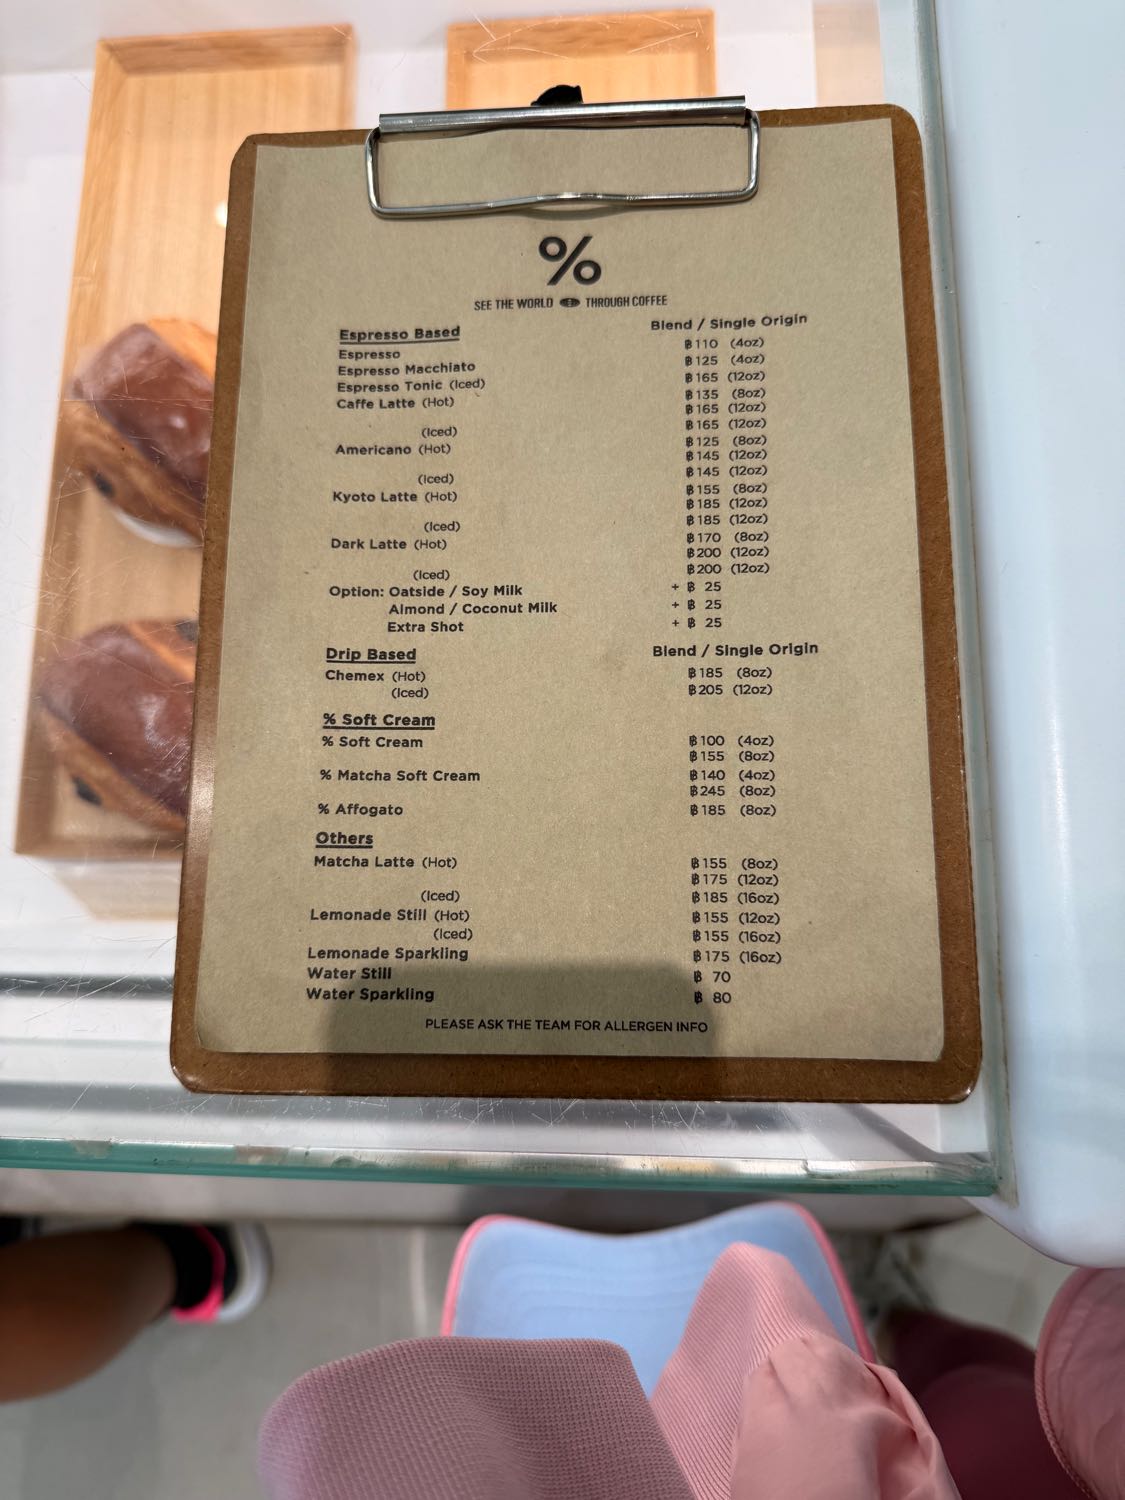 %
SEE THE WORLD THROUGH COFFEE
Espresso Based Blend / Single Origin
Espresso ฿110 (4oz)
Espresso Macchiato ฿125 (4oz)
Espresso Tonic (Iced) ฿165 (12oz)
Caffe Latte (Hot) ฿135 (8oz)
฿165 (12oz)
(Iced) ฿165 (12oz)
Americano (Hot) ฿125 (8oz)
฿145 (12oz)
(Iced) ฿145 (12oz)
Kyoto Latte (Hot) ฿155 (8oz)
฿185 (12oz)
(Iced) ฿185 (12oz)
Dark Latte (Hot) ฿170 (8oz)
฿200 (12oz)
(Iced) ฿200 (12oz)
Option: Oatside / Soy Milk + ฿ 25
Almond / Coconut Milk + ฿ 25
Extra Shot + ฿ 25
Drip Based Blend / Single Origin
Chemex (Hot) ฿185 (8oz)
(Iced) ฿205 (12oz)
% Soft Cream
% Soft Cream ฿100 (4oz)
฿155 (8oz)
% Matcha Soft Cream ฿140 (4oz)
฿245 (8oz)
% Affogato ฿185 (8oz)
Others
Matcha Latte (Hot) ฿155 (8oz)
฿175 (12oz)
(Iced) ฿185 (16oz)
Lemonade Still (Hot) ฿155 (12oz)
(Iced) ฿155 (16oz)
Lemonade Sparkling ฿175 (16oz)
Water Still ฿ 70
Water Sparkling ฿ 80
PLEASE ASK THE TEAM FOR ALLERGEN INFO